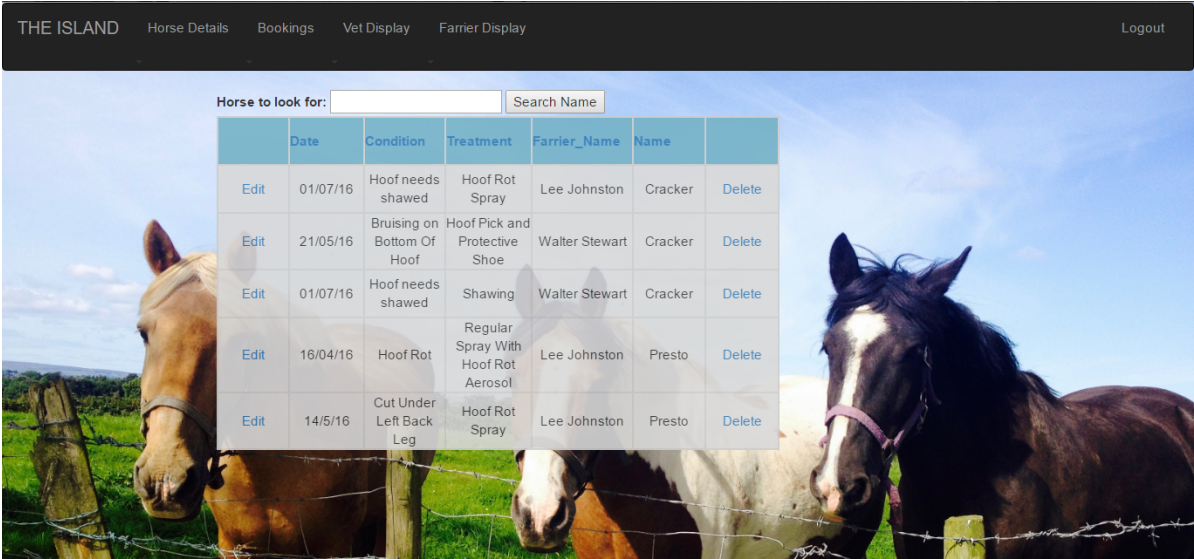 THE ISLAND Horse Details Bookings Vet Display Farrier Display Logout
Horse to look for: Search Name
Date Condition Treatment Farrier_Name Name
Edit 01/07/16 Hoof needs shawed Hoof Rot Spray Lee Johnston Cracker Delete
Edit 21/05/16 Bruising on Bottom Of Hoof Hoof Pick and Protective Shoe Walter Stewart Cracker Delete
Edit 01/07/16 Hoof needs shawed Shawing Walter Stewart Cracker Delete
Edit 16/04/16 Hoof Rot Regular Spray With Hoof Rot Aerosol Lee Johnston Presto Delete
Edit 14/5/16 Cut Under Left Back Leg Hoof Rot Spray Lee Johnston Presto Delete